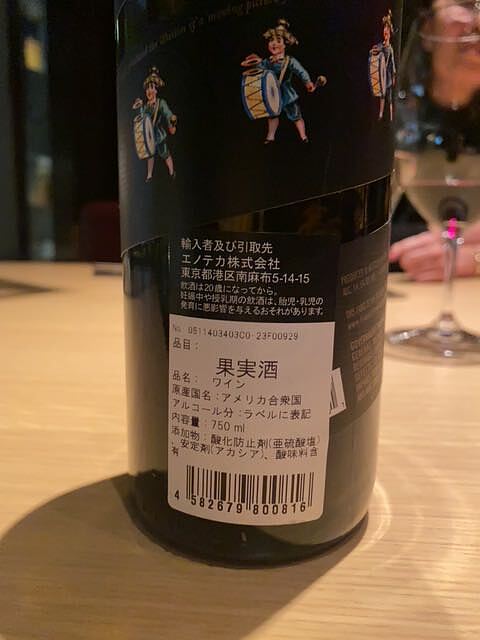 the Illusion of a moving picture
輸入者及び引取先
エノテカ株式会社
東京都港区南麻布5-14-15
飲酒は20歳になってから。
妊娠中や授乳期の飲酒は、胎児・乳児の
発育に悪影響を与えるおそれがあります。
No. 0511403403C0-23F00929
品目：
果実酒
品名： ワイン
原産国名：アメリカ合衆国
アルコール分：ラベルに表記
内容量：750 ml
添加物：酸化防止剤(亜硫酸塩)
、安定剤(アカシア)、酸味料含
有
4 582679 800816